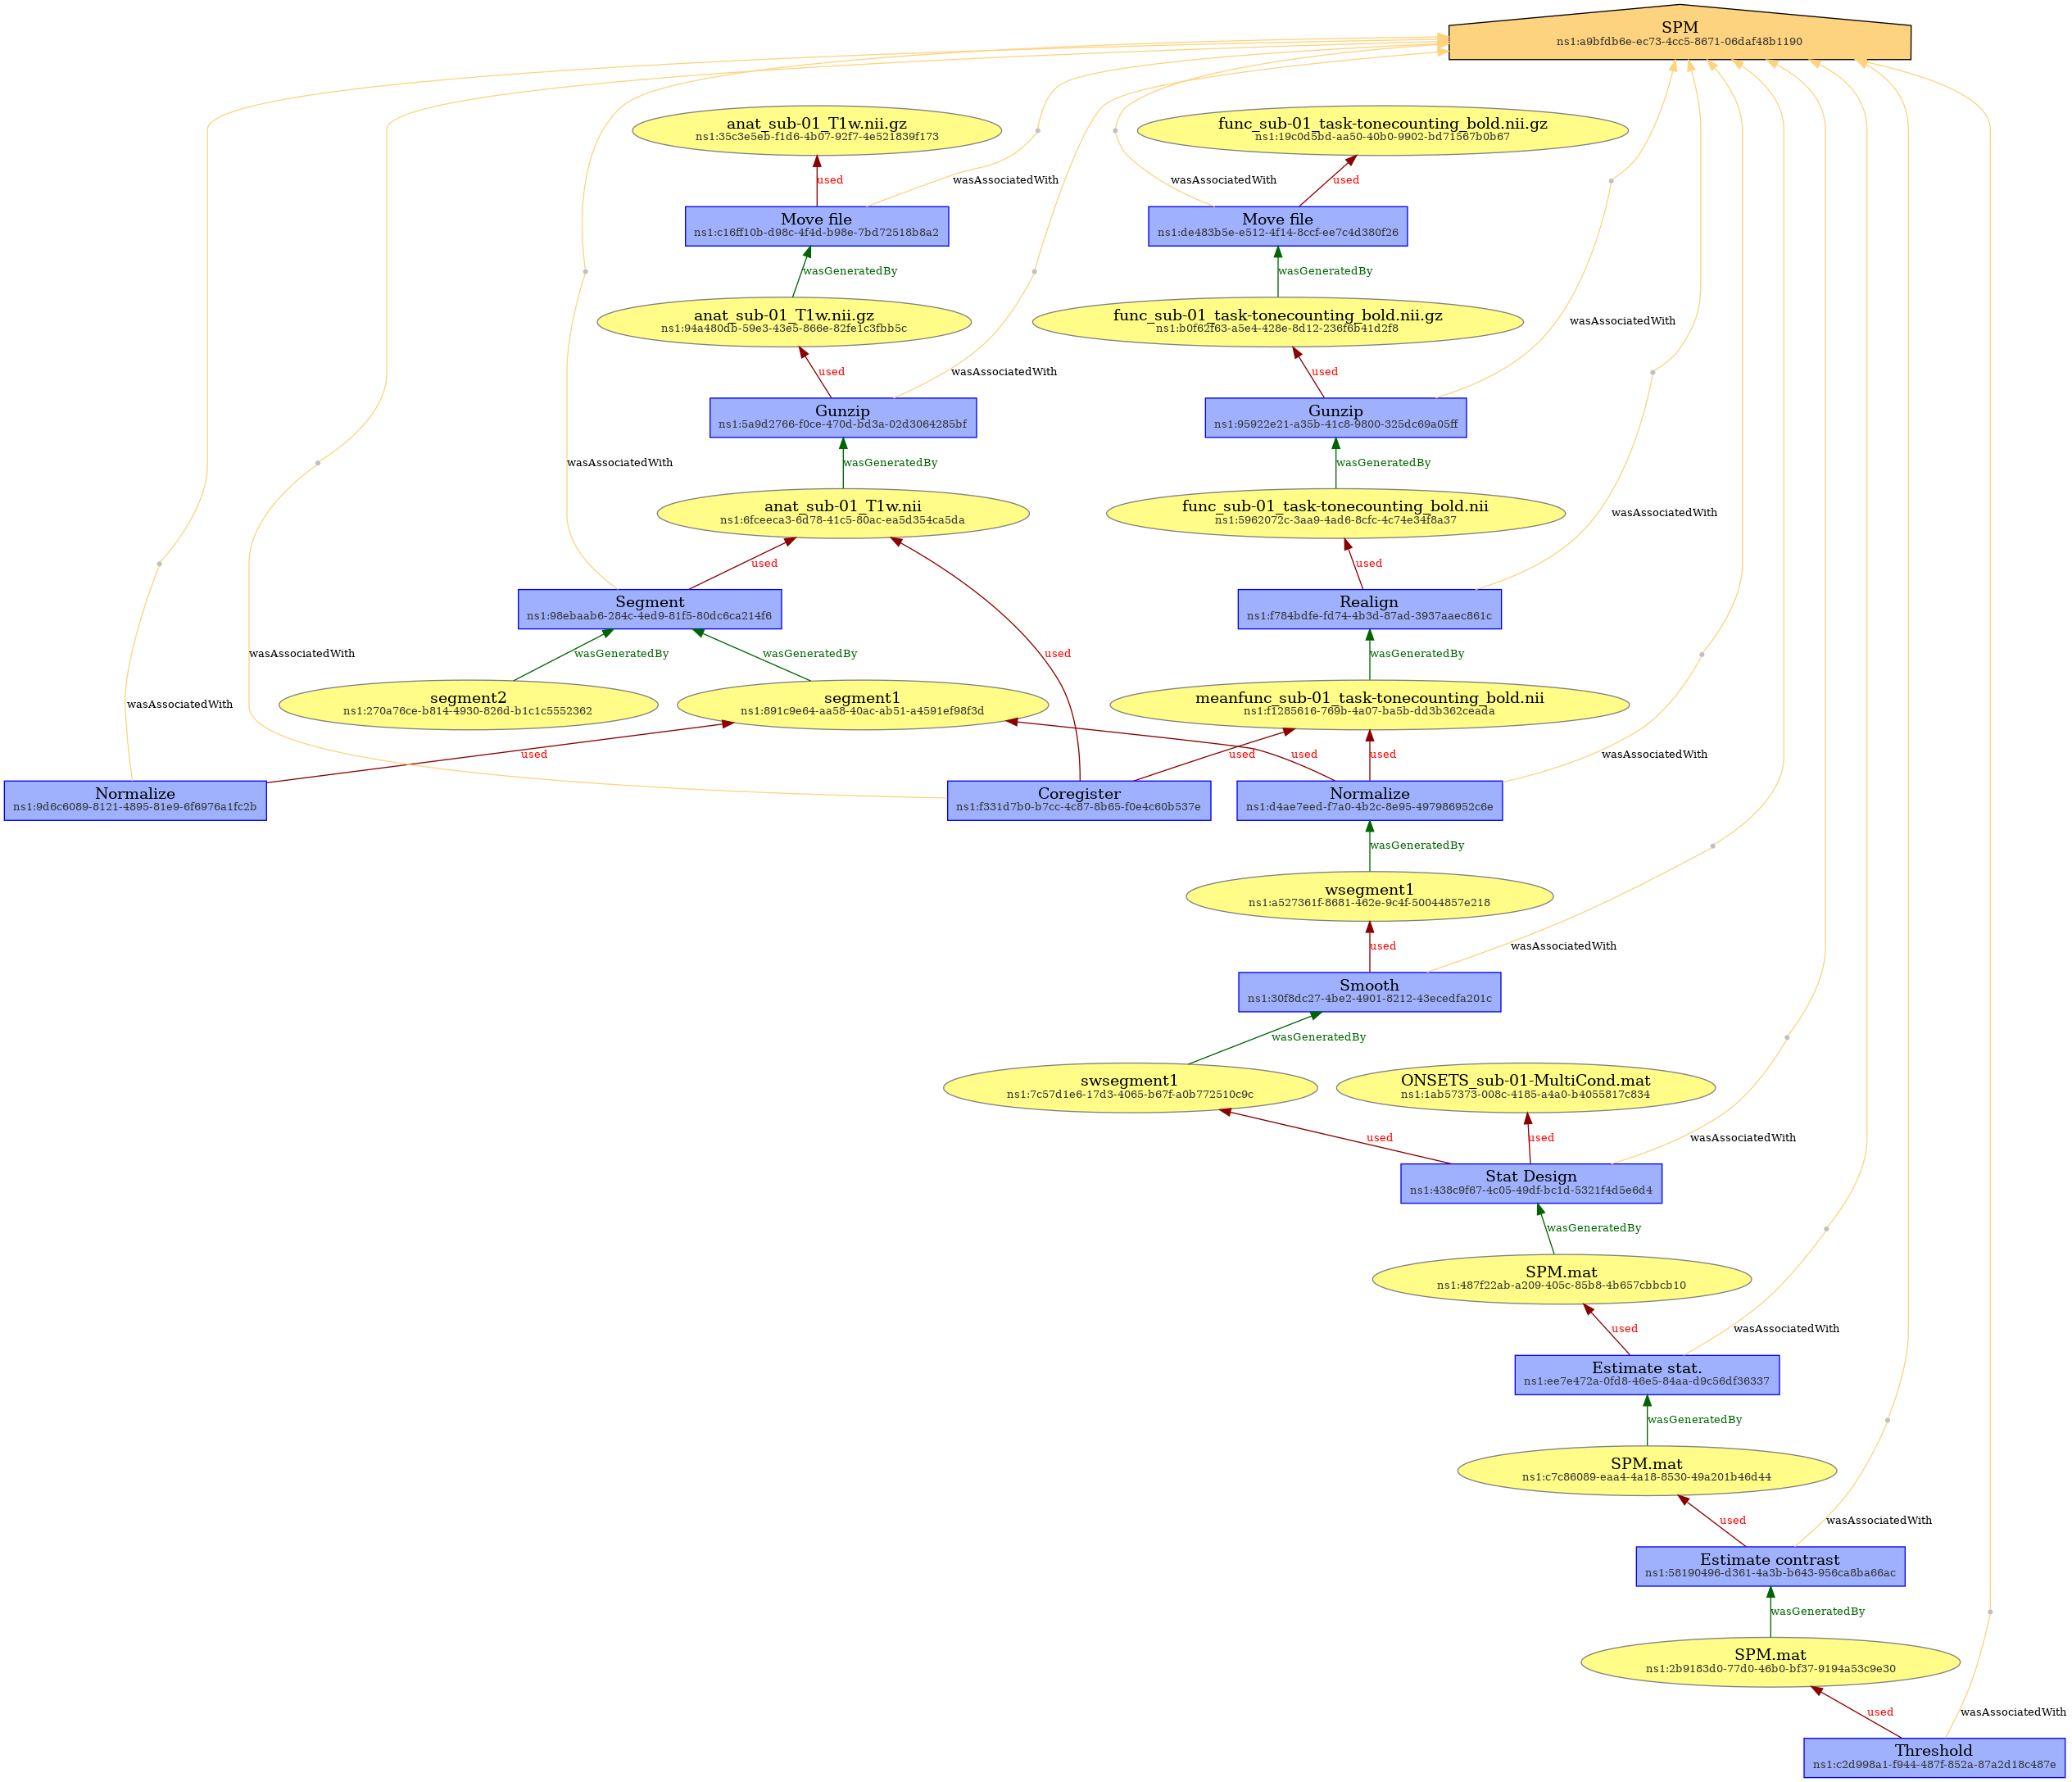 SPM
ns1:a9bfdb6e-ec73-4cc5-8671-06daf48b1190
anat_sub-01_T1w.nii.gz
ns1:35c3e5eb-f1d6-4b07-92f7-4e521839f173
func_sub-01_task-tonecounting_bold.nii.gz
ns1:19c0d5bd-aa50-40b0-9902-bd71567b0b67
used
wasAssociatedWith
wasAssociatedWith
used
Move file
ns1:c16ff10b-d98c-4f4d-b98e-7bd72518b8a2
Move file
ns1:de483b5e-e512-4f14-8ccf-ee7c4d380f26
wasGeneratedBy
wasGeneratedBy
anat_sub-01_T1w.nii.gz
ns1:94a480db-59e3-43e5-866e-82fe1c3fbb5c
func_sub-01_task-tonecounting_bold.nii.gz
ns1:b0f62f63-a5e4-428e-8d12-236f6b41d2f8
wasAssociatedWith
used
wasAssociatedWith
used
Gunzip
ns1:5a9d2766-f0ce-470d-bd3a-02d3064285bf
Gunzip
ns1:95922e21-a35b-41c8-9800-325dc69a05ff
wasAssociatedWith
wasGeneratedBy
wasGeneratedBy
anat_sub-01_T1w.nii
ns1:6fceeca3-6d78-41c5-80ac-ea5d354ca5da
func_sub-01_task-tonecounting_bold.nii
ns1:5962072c-3aa9-4ad6-8cfc-4c74e34f8a37
wasAssociatedWith
used
used
Segment
ns1:98ebaab6-284c-4ed9-81f5-80dc6ca214f6
Realign
ns1:f784bdfe-fd74-4b3d-87ad-3937aaec861c
wasAssociatedWith
wasGeneratedBy
wasGeneratedBy
used
wasGeneratedBy
segment2
ns1:270a76ce-b814-4930-826d-b1c1c5552362
segment1
ns1:891c9e64-aa58-40ac-ab51-a4591ef98f3d
meanfunc_sub-01_task-tonecounting_bold.nii
ns1:f1285616-769b-4a07-ba5b-dd3b362ceada
wasAssociatedWith
used
used
used
used
wasAssociatedWith
Normalize
ns1:9d6c6089-8121-4895-81e9-6f6976a1fc2b
Coregister
ns1:f331d7b0-b7cc-4c87-8b65-f0e4c60b537e
Normalize
ns1:d4ae7eed-f7a0-4b2c-8e95-497986952c6e
wasGeneratedBy
wsegment1
ns1:a527361f-8681-462e-9c4f-50044857e218
used
wasAssociatedWith
Smooth
ns1:30f8dc27-4be2-4901-8212-43ecedfa201c
wasGeneratedBy
swsegment1
ns1:7c57d1e6-17d3-4065-b67f-a0b772510c9c
ONSETS_sub-01-MultiCond.mat
ns1:1ab57373-008c-4185-a4a0-b4055817c834
used
used
wasAssociatedWith
Stat Design
ns1:438c9f67-4c05-49df-bc1d-5321f4d5e6d4
wasGeneratedBy
SPM.mat
ns1:487f22ab-a209-405c-85b8-4b657cbbcb10
used
wasAssociatedWith
Estimate stat.
ns1:ee7e472a-0fd8-46e5-84aa-d9c56df36337
wasGeneratedBy
SPM.mat
ns1:c7c86089-eaa4-4a18-8530-49a201b46d44
used
wasAssociatedWith
Estimate contrast
ns1:58190496-d361-4a3b-b643-956ca8ba66ac
wasGeneratedBy
SPM.mat
ns1:2b9183d0-77d0-46b0-bf37-9194a53c9e30
used
wasAssociatedWith
Threshold
ns1:c2d998a1-f944-487f-852a-87a2d18c487e